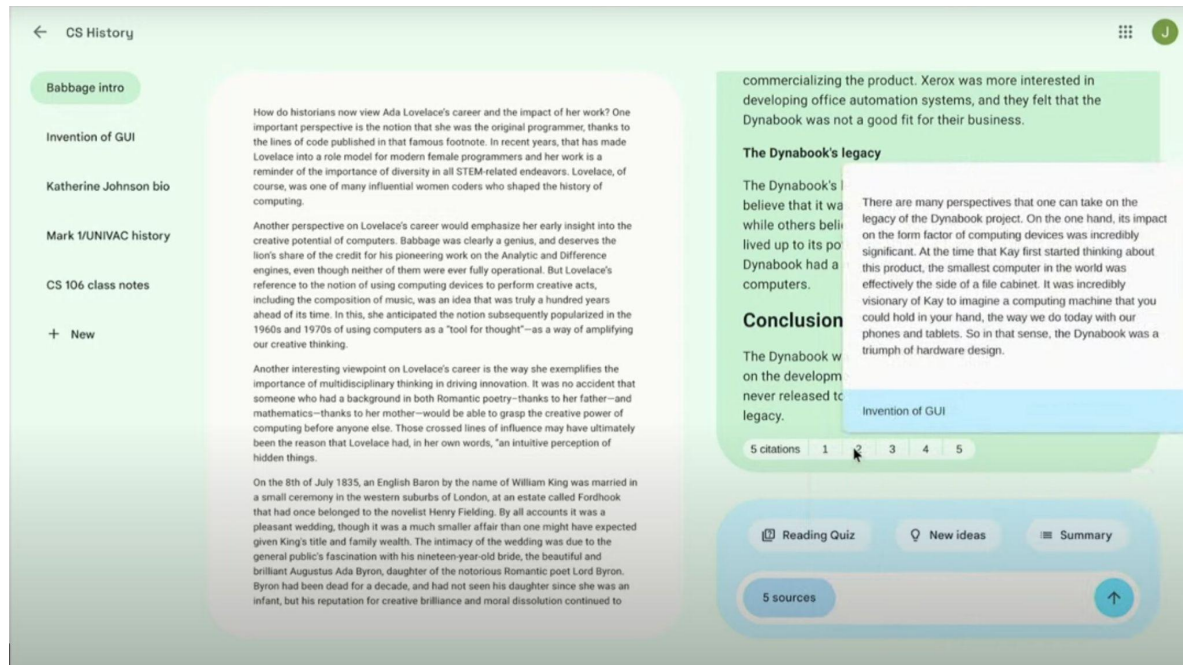 CS History
J
Babbage intro
Invention of GUI
Katherine Johnson bio
Mark 1/UNIVAC history
CS 106 class notes
+ New
How do historians now view Ada Lovelace's career and the impact of her work? One
important perspective is the notion that she was the original programmer, thanks to
the lines of code published in that famous footnote. In recent years, that has made
Lovelace into a role model for modern female programmers and her work is a
reminder of the importance of diversity in all STEM-related endeavors. Lovelace, of
course, was one of many influential women coders who shaped the history of
computing.
Another perspective on Lovelace's career would emphasize her early insight into the
creative potential of computers. Babbage was clearly a genius, and deserves the
lion's share of the credit for his pioneering work on the Analytic and Difference
engines, even though neither of them were ever fully operational. But Lovelace's
reference to the notion of using computing devices to perform creative acts,
including the composition of music, was an idea that was truly a hundred years
ahead of its time. In this, she anticipated the notion subsequently popularized in the
1960s and 1970s of using computers as a "tool for thought"—as a way of amplifying
our creative thinking.
Another interesting viewpoint on Lovelace's career is the way she exemplifies the
importance of multidisciplinary thinking in driving innovation. It was no accident that
someone who had a background in both Romantic poetry—thanks to her father—and
mathematics—thanks to her mother—would be able to grasp the creative power of
computing before anyone else. Those crossed lines of influence may have ultimately
been the reason that Lovelace had, in her own words, "an intuitive perception of
hidden things.
On the 8th of July 1835, an English Baron by the name of William King was married in
a small ceremony in the western suburbs of London, at an estate called Fordhook
that had once belonged to the novelist Henry Fielding. By all accounts it was a
pleasant wedding, though it was a much smaller affair than one might have expected
given King's title and family wealth. The intimacy of the wedding was due to the
general public's fascination with his nineteen-year-old bride, the beautiful and
brilliant Augustus Ada Byron, daughter of the notorious Romantic poet Lord Byron.
Byron had been dead for a decade, and had not seen his daughter since she was an
infant, but his reputation for creative brilliance and moral dissolution continued to
commercializing the product. Xerox was more interested in
developing office automation systems, and they felt that the
Dynabook was not a good fit for their business.
The Dynabook's legacy
The Dynabook's
believe that it wa
while others beli
lived up to its po
Dynabook had a
computers.
Conclusion
The Dynabook w
on the developm
never released to
legacy.
There are many perspectives that one can take on the
legacy of the Dynabook project. On the one hand, its impact
on the form factor of computing devices was incredibly
significant. At the time that Kay first started thinking about
this product, the smallest computer in the world was
effectively the side of a file cabinet. It was incredibly
visionary of Kay to imagine a computing machine that you
could hold in your hand, the way we do today with our
phones and tablets. So in that sense, the Dynabook was a
triumph of hardware design.
Invention of GUI
5 citations 1 2 3 4 5
Reading Quiz
New ideas
Summary
5 sources